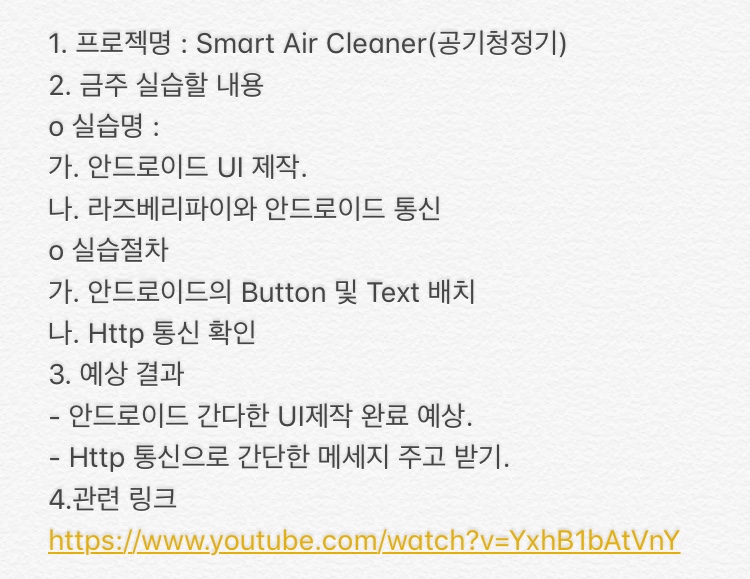 1. 프로젝명 : Smart Air Cleaner(공기청정기)
2. 금주 실습할 내용
o 실습명 :
가. 안드로이드 UI 제작.
나. 라즈베리파이와 안드로이드 통신
o 실습절차
가. 안드로이드의 Button 및 Text 배치
나. Http 통신 확인
3. 예상 결과
- 안드로이드 간다한 UI제작 완료 예상.
- Http 통신으로 간단한 메세지 주고 받기.
4.관련 링크
https://www.youtube.com/watch?v=YxhB1bAtVnY